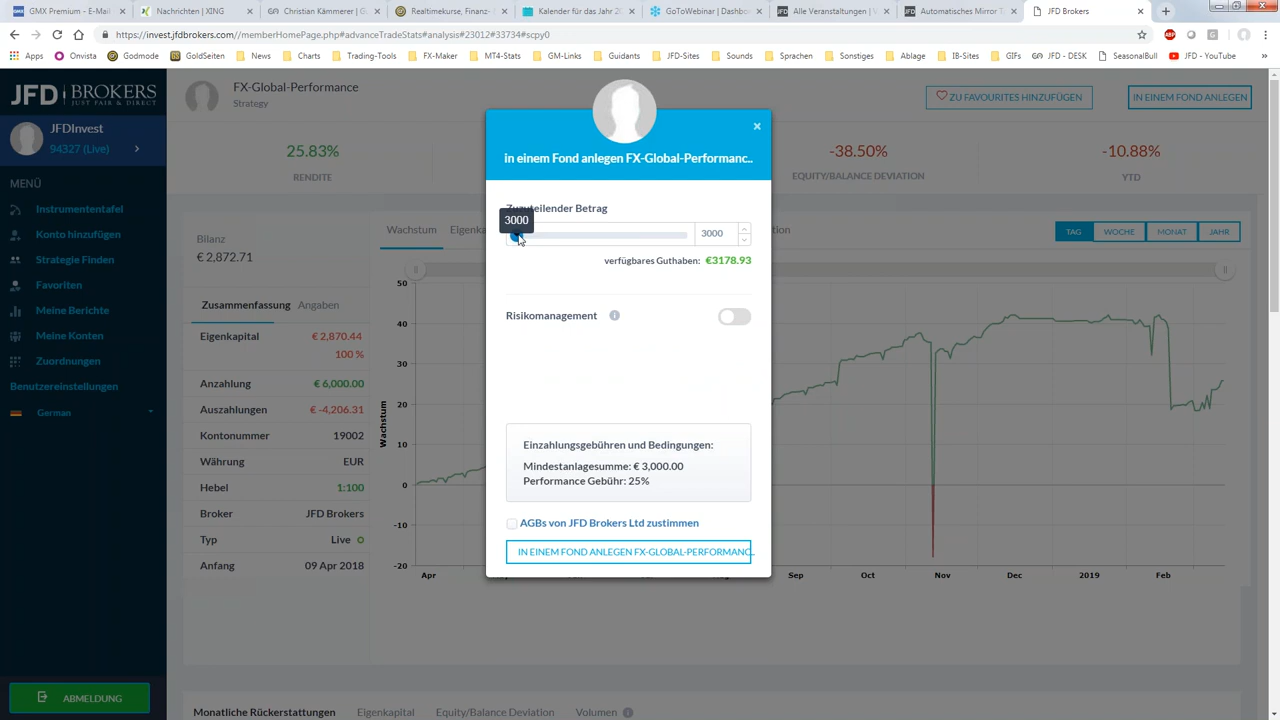 GMX Premium - E-Mail
Nachrichten | XING
Christian Kämmerer | G
Realtimekurse, Finanz-
Kalender für das Jahr 20
GoToWebinar | Dashbo
Alle Veranstaltungen | W
Automatisches Mirror T
JFD Brokers
https://invest.jfdbrokers.com//memberHomePage.php#advanceTradeStats#analysis#23012#33734#scpy0
Apps
Onvista
Godmode
GoldSeiten
News
Charts
Trading-Tools
FX-Maker
MT4-Stats
GM-Links
Guidants
JFD-Sites
Sounds
Sprachen
Sonstiges
Ablage
IB-Sites
GIFs
JFD - DESK
SeasonalBull
JFD - YouTube
JFD BROKERS
JUST FAIR & DIRECT
JFDInvest
94327 (Live)
MENÜ
Instrumententafel
Konto hinzufügen
Strategie Finden
Favoriten
Meine Berichte
Meine Konten
Zuordnungen
Benutzereinstellungen
German
ABMELDUNG
FX-Global-Performance
Strategy
ZU FAVOURITES HINZUFÜGEN
IN EINEM FOND ANLEGEN
25.83%
RENDITE
-38.50%
EQUITY/BALANCE DEVIATION
-10.88%
YTD
Bilanz
€ 2,872.71
Zusammenfassung Angaben
Eigenkapital € 2,870.44
100 %
Anzahlung € 6,000.00
Auszahlungen € -4,206.31
Kontonummer 19002
Währung EUR
Hebel 1:100
Broker JFD Brokers
Typ Live
Anfang 09 Apr 2018
Wachstum
TAG WOCHE MONAT JAHR
Wachstum
50
40
30
20
10
0
-10
-20
Apr
Sep
Oct
Nov
Dec
2019
Feb
in einem Fond anlegen FX-Global-Performanc..
×
Zuzuteilender Betrag
3000
3000
verfügbares Guthaben: €3178.93
Risikomanagement
Einzahlungsgebühren und Bedingungen:
Mindestanlagesumme: € 3,000.00
Performance Gebühr: 25%
AGBs von JFD Brokers Ltd zustimmen
IN EINEM FOND ANLEGEN FX-GLOBAL-PERFORMANC..
Monatliche Rückerstattungen
Eigenkapital
Equity/Balance Deviation
Volumen